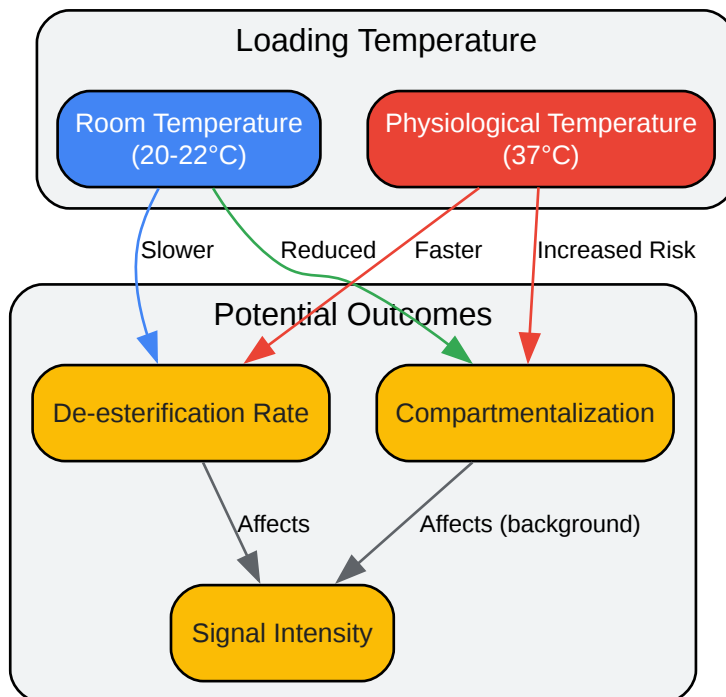 Loading Temperature
Room Temperature
(20-22°C)
Physiological Temperature
(37°C)
Slower
Reduced
Faster
Increased Risk
Potential Outcomes
De-esterification Rate
Compartmentalization
Affects
Affects (background)
Signal Intensity